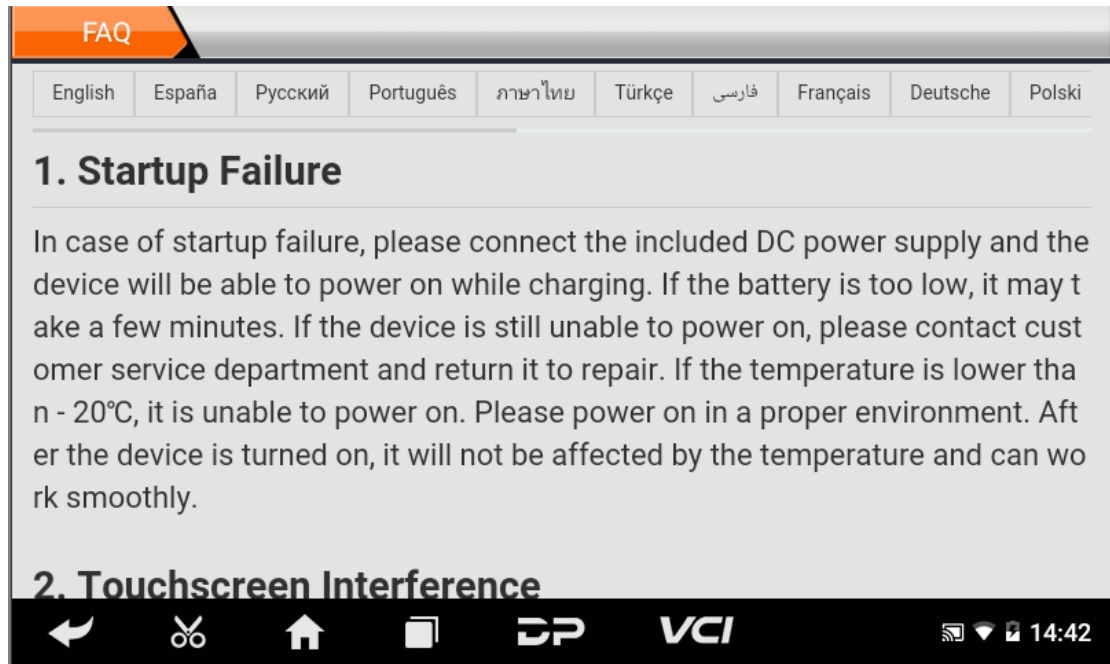 FAQ
English España Русский Português ภาษาไทย Türkçe فارسی Français Deutsche Polski
1. Startup Failure
In case of startup failure, please connect the included DC power supply and the
device will be able to power on while charging. If the battery is too low, it may t
ake a few minutes. If the device is still unable to power on, please contact cust
omer service department and return it to repair. If the temperature is lower tha
n - 20℃, it is unable to power on. Please power on in a proper environment. Aft
er the device is turned on, it will not be affected by the temperature and can wo
rk smoothly.
2. Touchscreen Interference
DP VCI 14:42